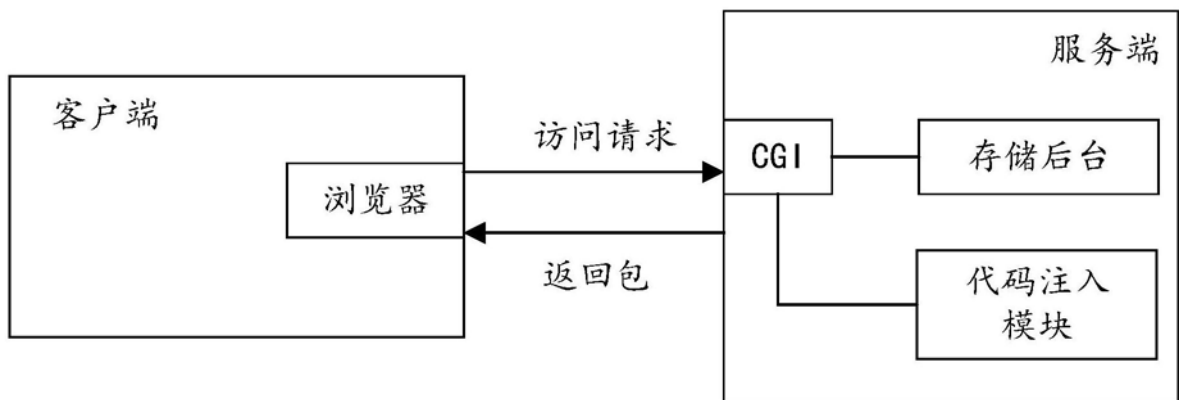 服务端
客户端
访问请求
CGI
存储后台
浏览器
返回包
代码注入
模块